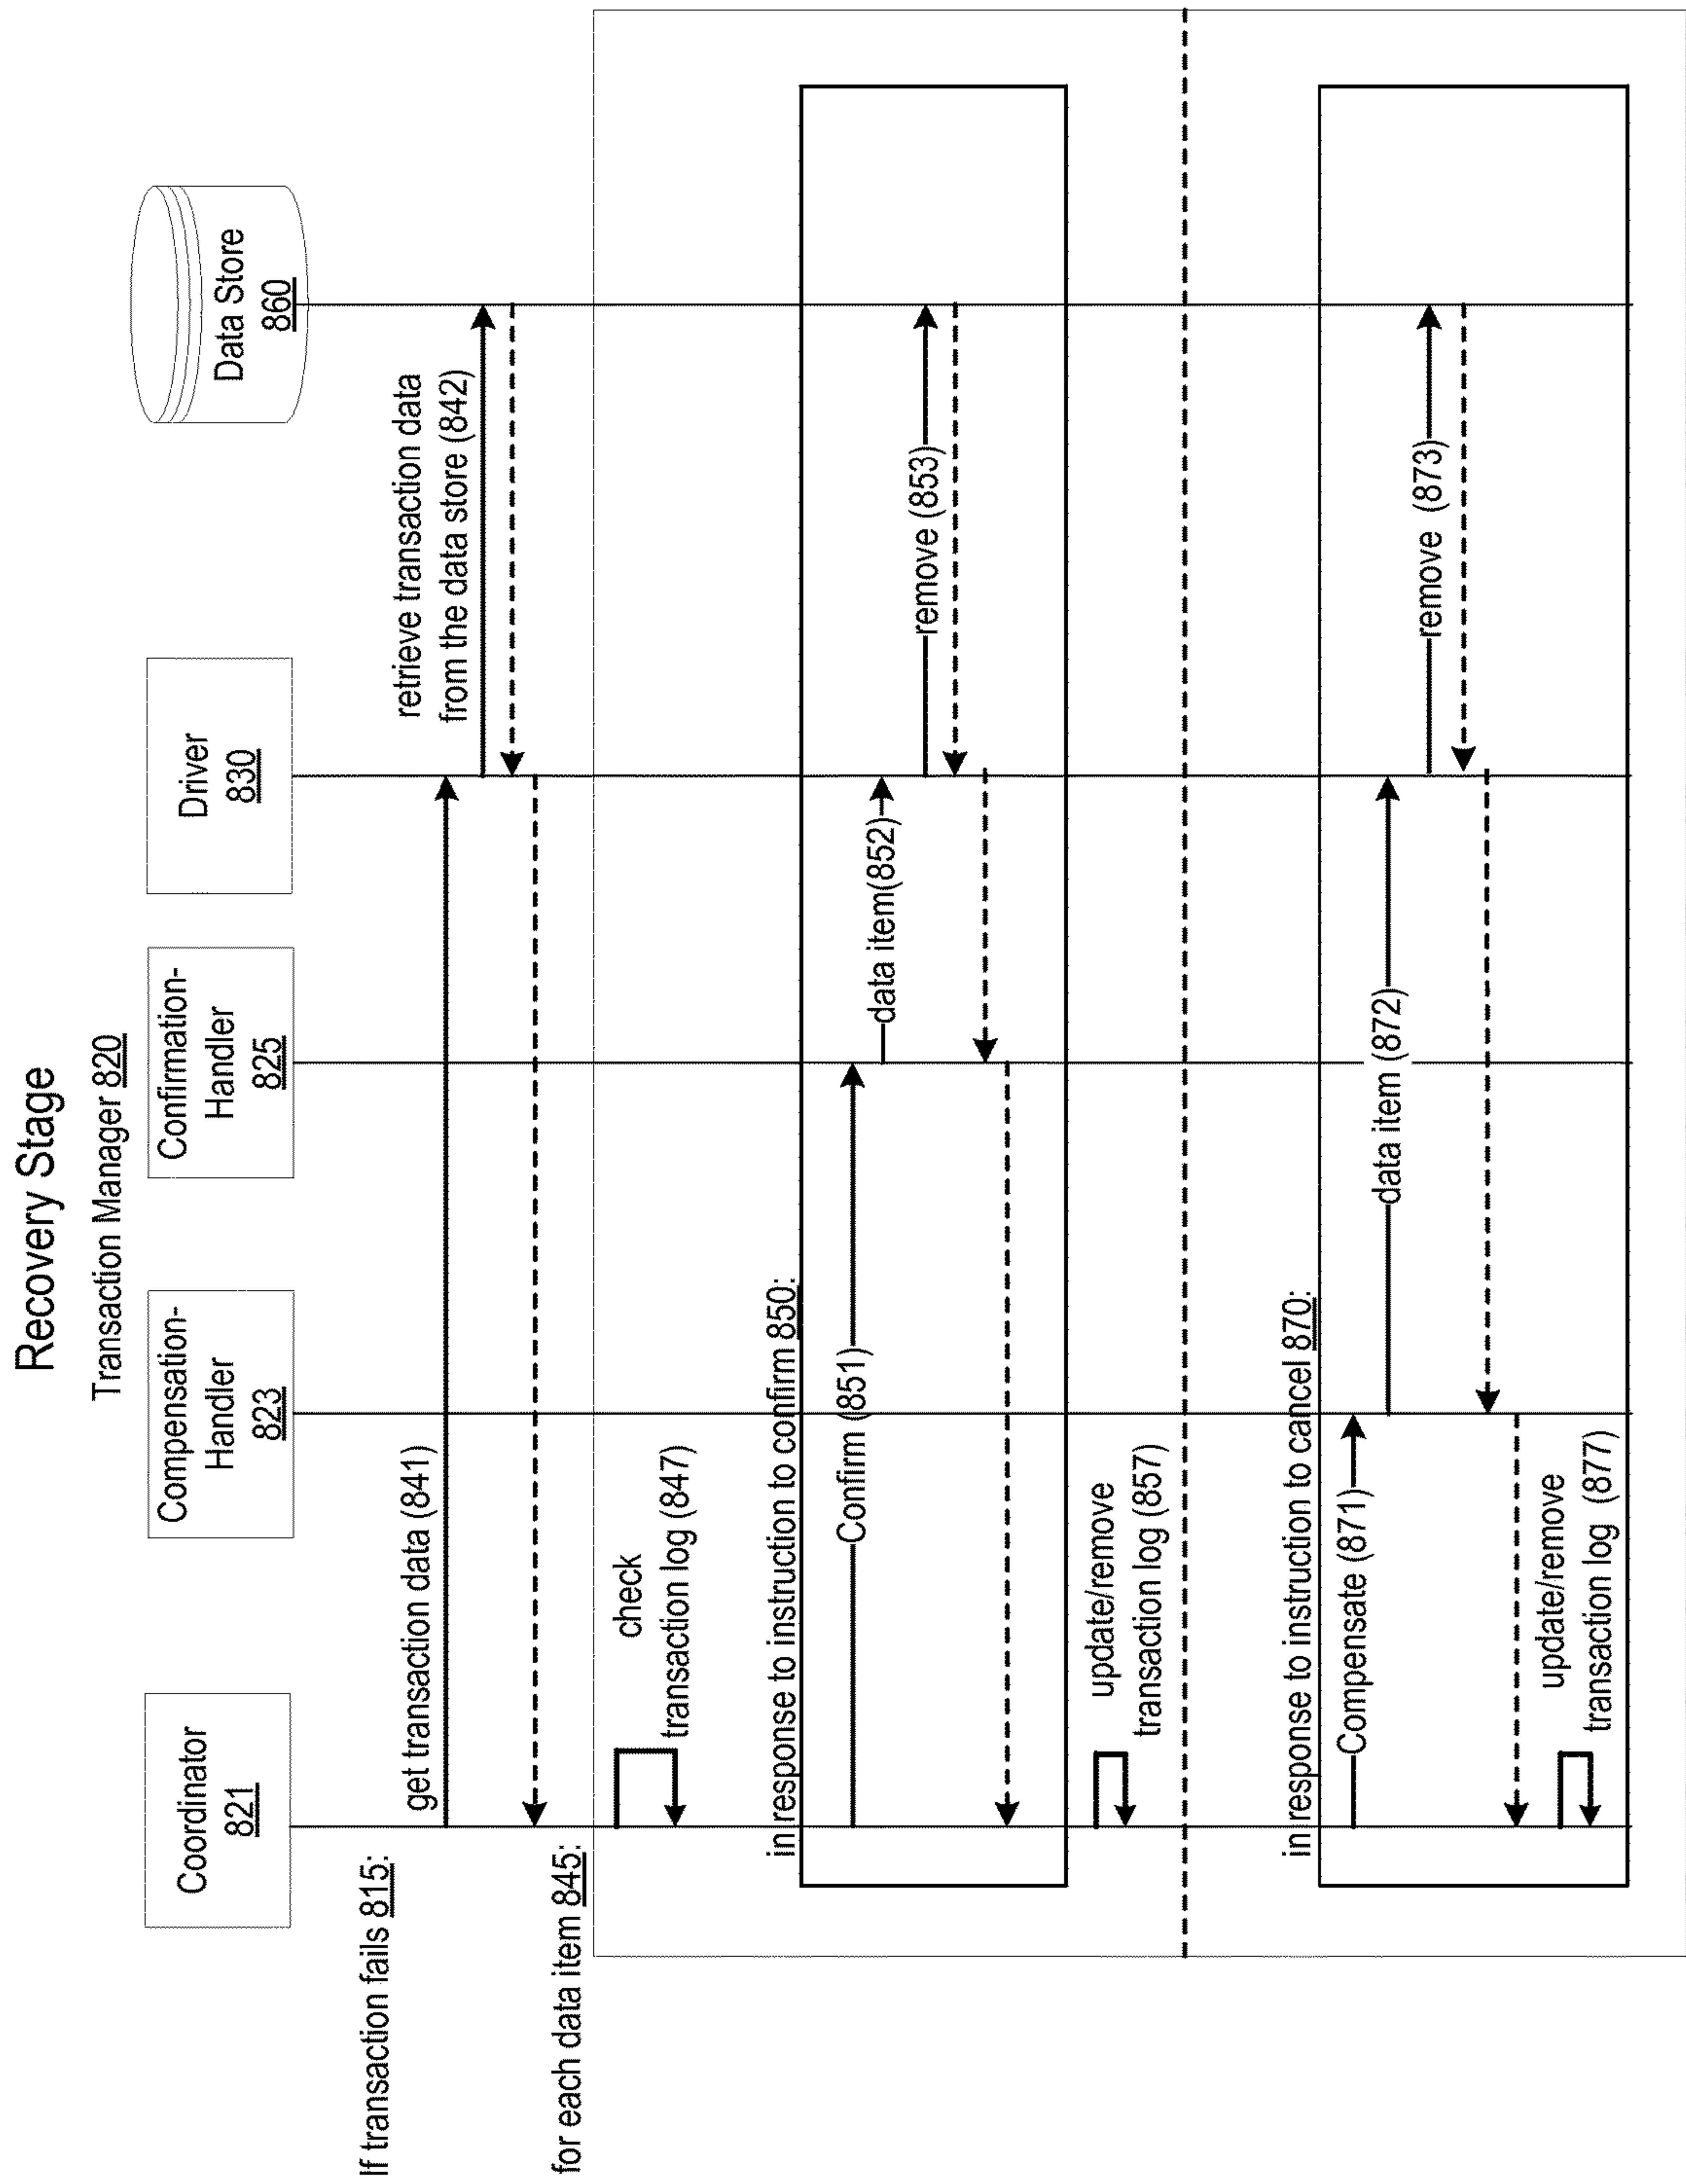 Recovery Stage
Transaction Manager 820
Coordinator
821
Compensation-
Handler
823
Confirmation-
Handler
825
Driver
830
Data Store
860
If transaction fails 815:
get transaction data (841)
retrieve transaction data
from the data store (842)
for each data item 845:
check
transaction log (847)
in response to instruction to confirm 850:
Confirm (851)
data item(852)
remove (853)
update/remove
transaction log (857)
in response to instruction to cancel 870:
Compensate (871)
data item (872)
remove (873)
update/remove
transaction log (877)